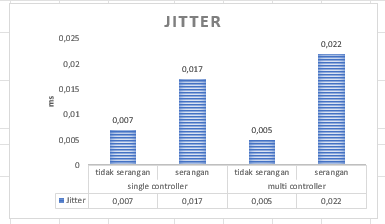 JITTER
0,025
0,02
0,015
0,01
0,005
0
ms
0,007
0,017
0,005
0,022
tidak serangan serangan tidak serangan serangan
single controller multi controller
Jitter 0,007 0,017 0,005 0,022